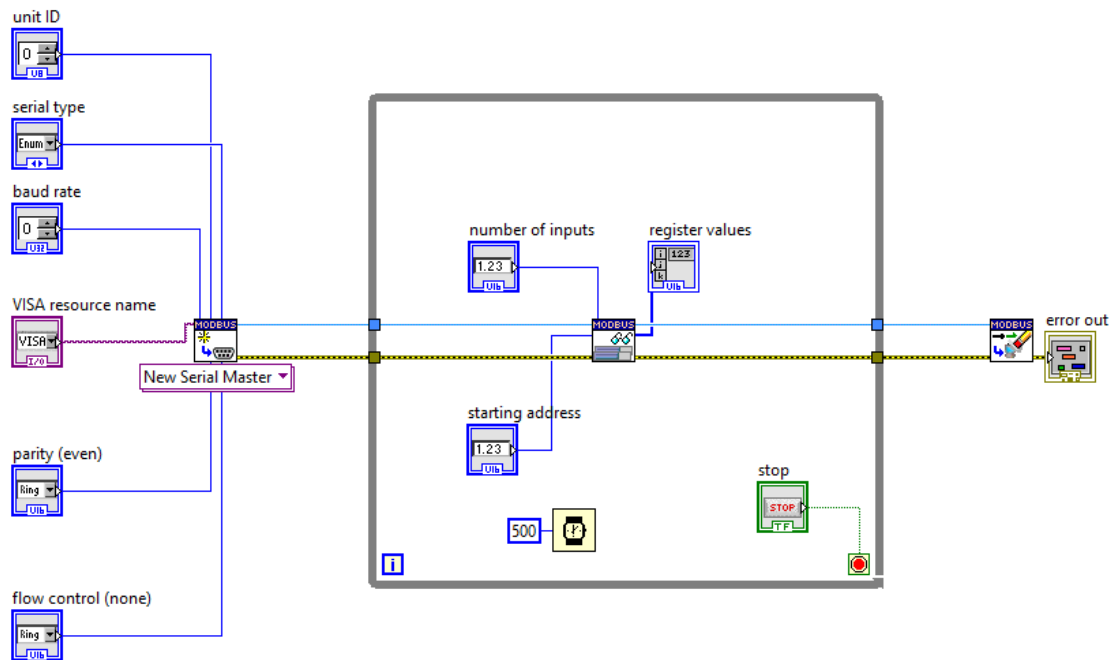 unit ID
0
U8
serial type
Enum
baud rate
0
U32
number of inputs
1.23
U16
register values
i 123
j
k
U16
VISA resource name
VISA
I/O
MODBUS
MODBUS
MODBUS
error out
New Serial Master
starting address
1.23
U16
parity (even)
Ring
U16
stop
STOP
TF
500
i
flow control (none)
Ring
U16